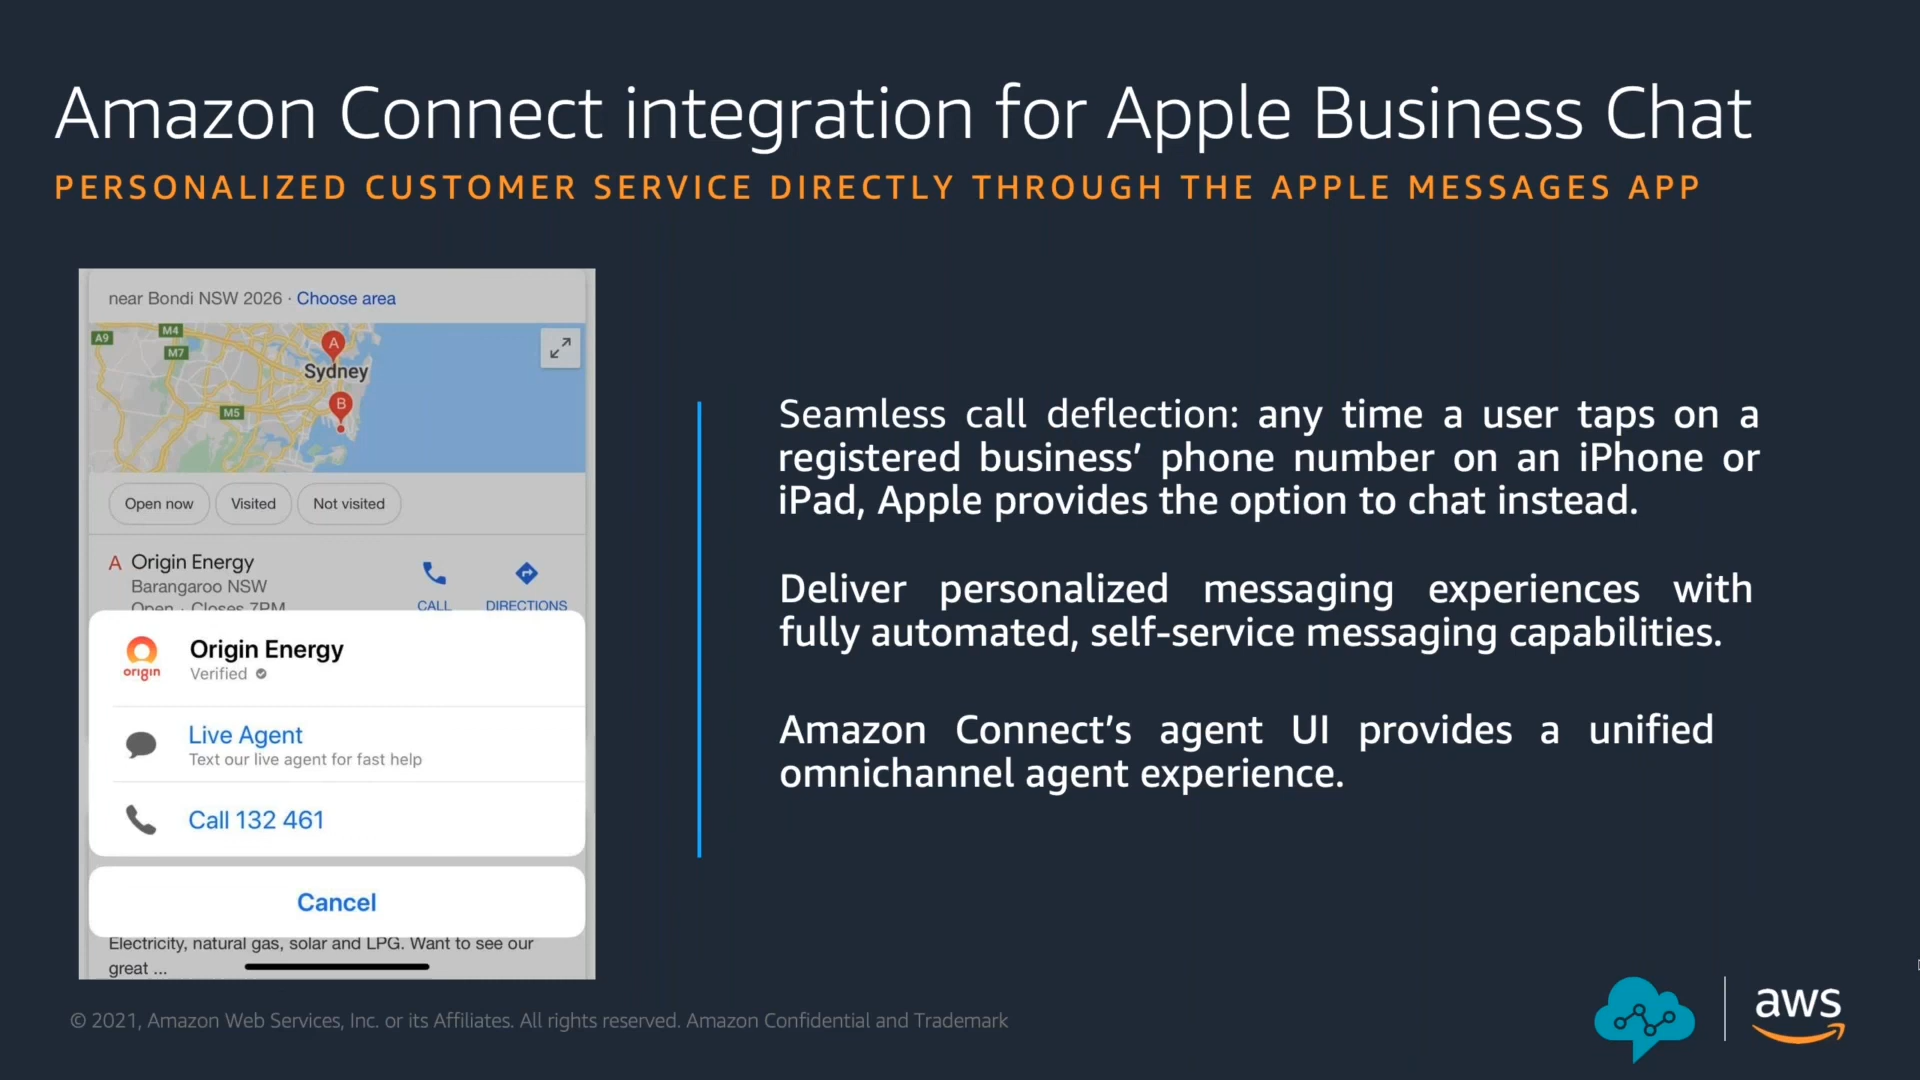 Amazon Connect integration for Apple Business Chat
PERSONALIZED CUSTOMER SERVICE DIRECTLY THROUGH THE APPLE MESSAGES APP
near Bondi NSW 2026 · Choose area
A9
M4
M7
A
Sydney
B
M5
Open now
Visited
Not visited
A Origin Energy
Barangaroo NSW
Open · Closes 7PM
CALL
DIRECTIONS
origin
Origin Energy
Verified
Live Agent
Text our live agent for fast help
Call 132 461
Cancel
Electricity, natural gas, solar and LPG. Want to see our
great ...
Seamless call deflection: any time a user taps on a
registered business’ phone number on an iPhone or
iPad, Apple provides the option to chat instead.
Deliver personalized messaging experiences with
fully automated, self-service messaging capabilities.
Amazon Connect’s agent UI provides a unified
omnichannel agent experience.
© 2021, Amazon Web Services, Inc. or its Affiliates. All rights reserved. Amazon Confidential and Trademark
aws